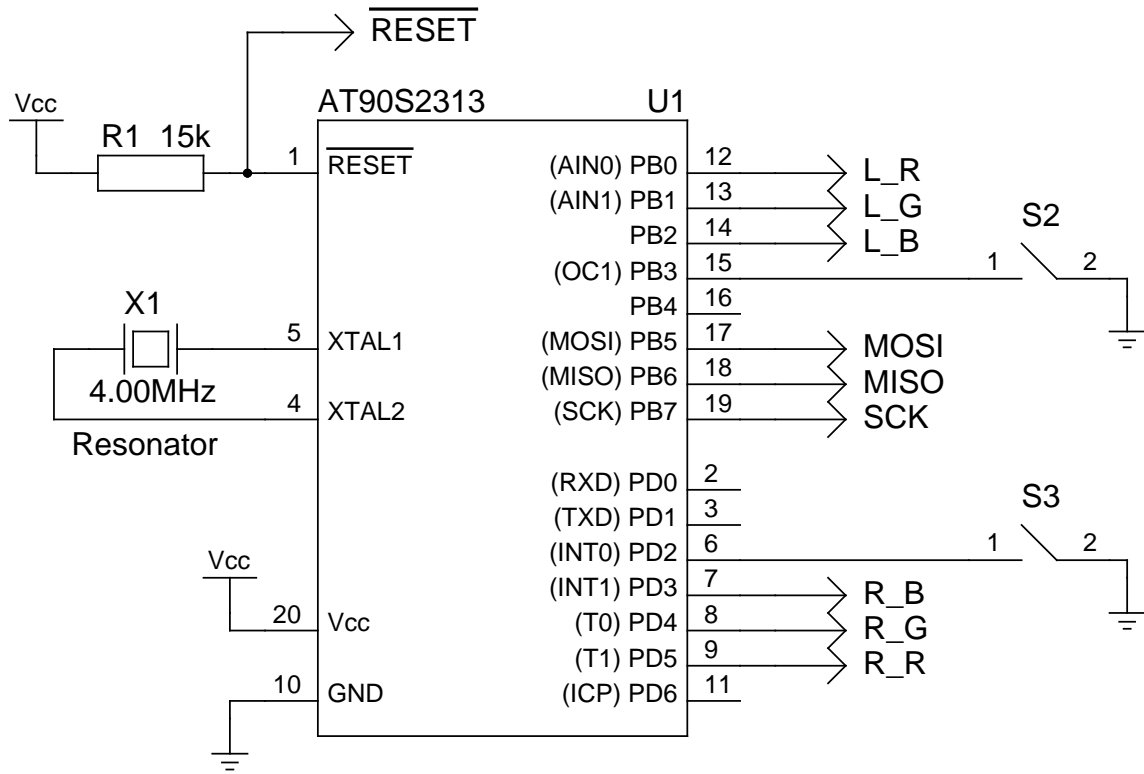 RESET
Vcc
AT90S2313 U1
R1 15k
1 RESET
(AIN0) PB0 12 L_R
(AIN1) PB1 13 L_G
PB2 14 L_B
S2
(OC1) PB3 15 1 2
PB4 16
X1
5 XTAL1
(MOSI) PB5 17 MOSI
4.00MHz
(MISO) PB6 18 MISO
4 XTAL2
(SCK) PB7 19 SCK
Resonator
(RXD) PD0 2
S3
(TXD) PD1 3
(INT0) PD2 6 1 2
Vcc
(INT1) PD3 7 R_B
20 Vcc
(T0) PD4 8 R_G
(T1) PD5 9 R_R
10 GND
(ICP) PD6 11